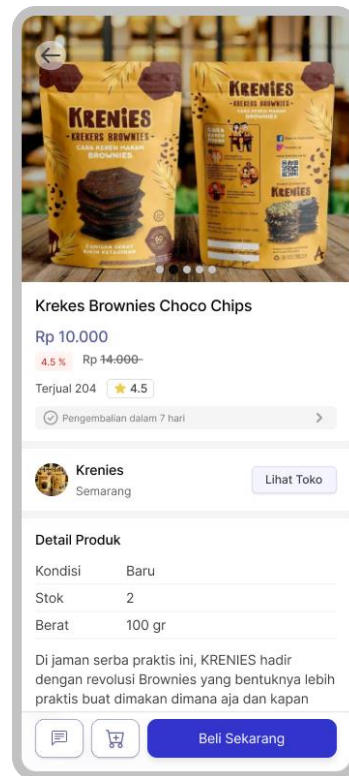 KRENIES
-KREKERS BROWNIES-
CARA KEREN MAKAN
BROWNIES
KRENIES
-KREKERS BROWNIES-
CARA
KEREN
MAKAN
KRENIES
Krekes Brownies Choco Chips
Rp 10.000
4.5 % Rp 14.000
Terjual 204 4.5
Pengembalian dalam 7 hari
Krenies
Semarang
Lihat Toko
Detail Produk
Kondisi Baru
Stok 2
Berat 100 gr
Di jaman serba praktis ini, KRENIES hadir
dengan revolusi Brownies yang bentuknya lebih
praktis buat dimakan dimana aja dan kapan
Beli Sekarang